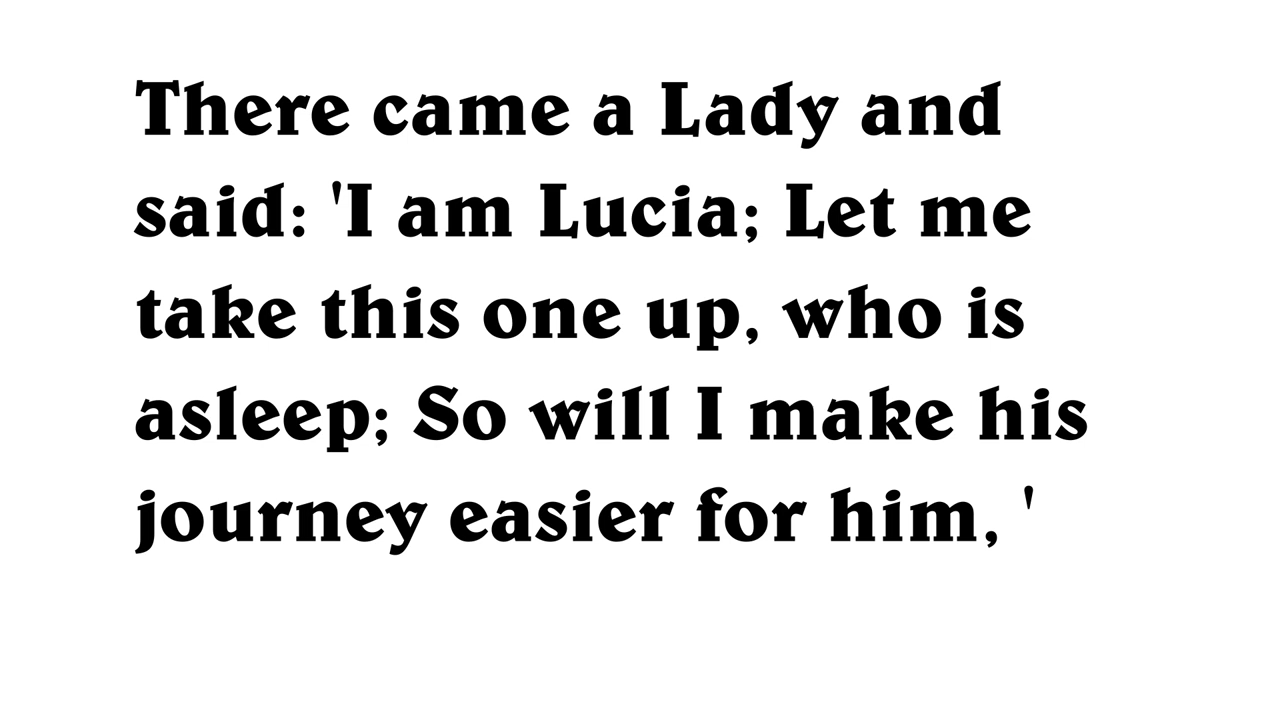 There came a Lady and
said: 'I am Lucia; Let me
take this one up, who is
asleep; So will I make his
journey easier for him, '